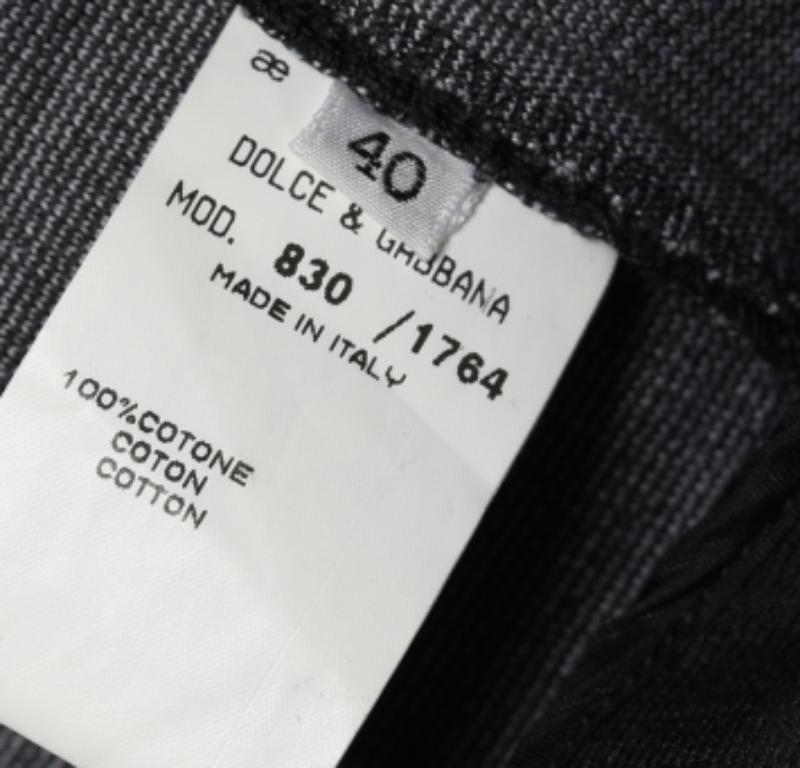 æ
40
DOLCE & GABBANA
MOD. 830 /1764
MADE IN ITALY
100%COTONE
COTON
COTTON